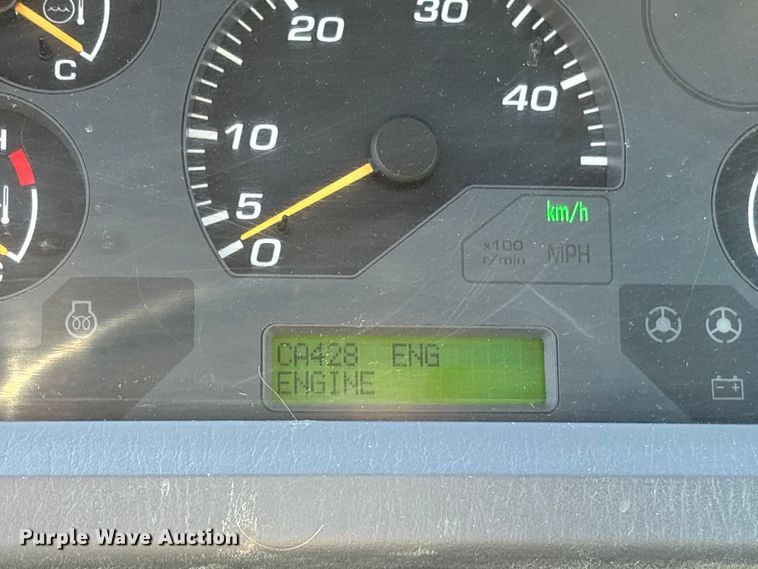 20
30
40
10
5
0
C
H
C
km/h
x100
r/min
MPH
CA428 ENG
ENGINE
Purple Wave Auction